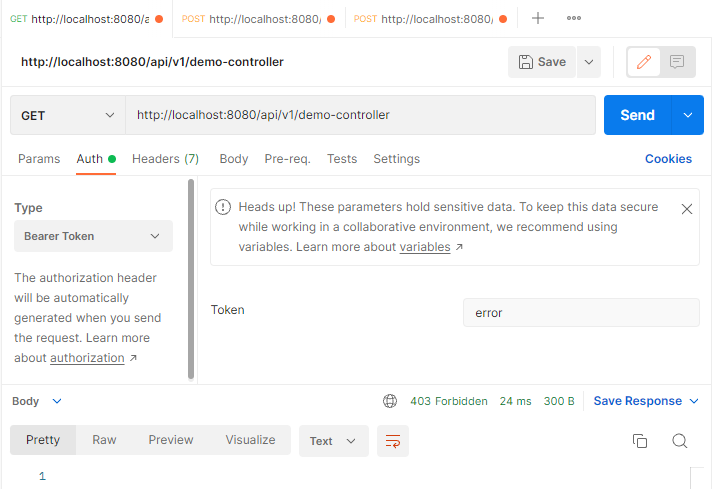 GET http://localhost:8080/a
POST http://localhost:8080/
POST http://localhost:8080/
http://localhost:8080/api/v1/demo-controller
Save
GET
http://localhost:8080/api/v1/demo-controller
Send
Params Auth Headers (7) Body Pre-req. Tests Settings Cookies
Type
Bearer Token
The authorization header
will be automatically
generated when you send
the request. Learn more
about authorization ↗
Heads up! These parameters hold sensitive data. To keep this data secure
while working in a collaborative environment, we recommend using
variables. Learn more about variables ↗
Token
error
Body
403 Forbidden 24 ms 300 B Save Response
Pretty Raw Preview Visualize Text
1